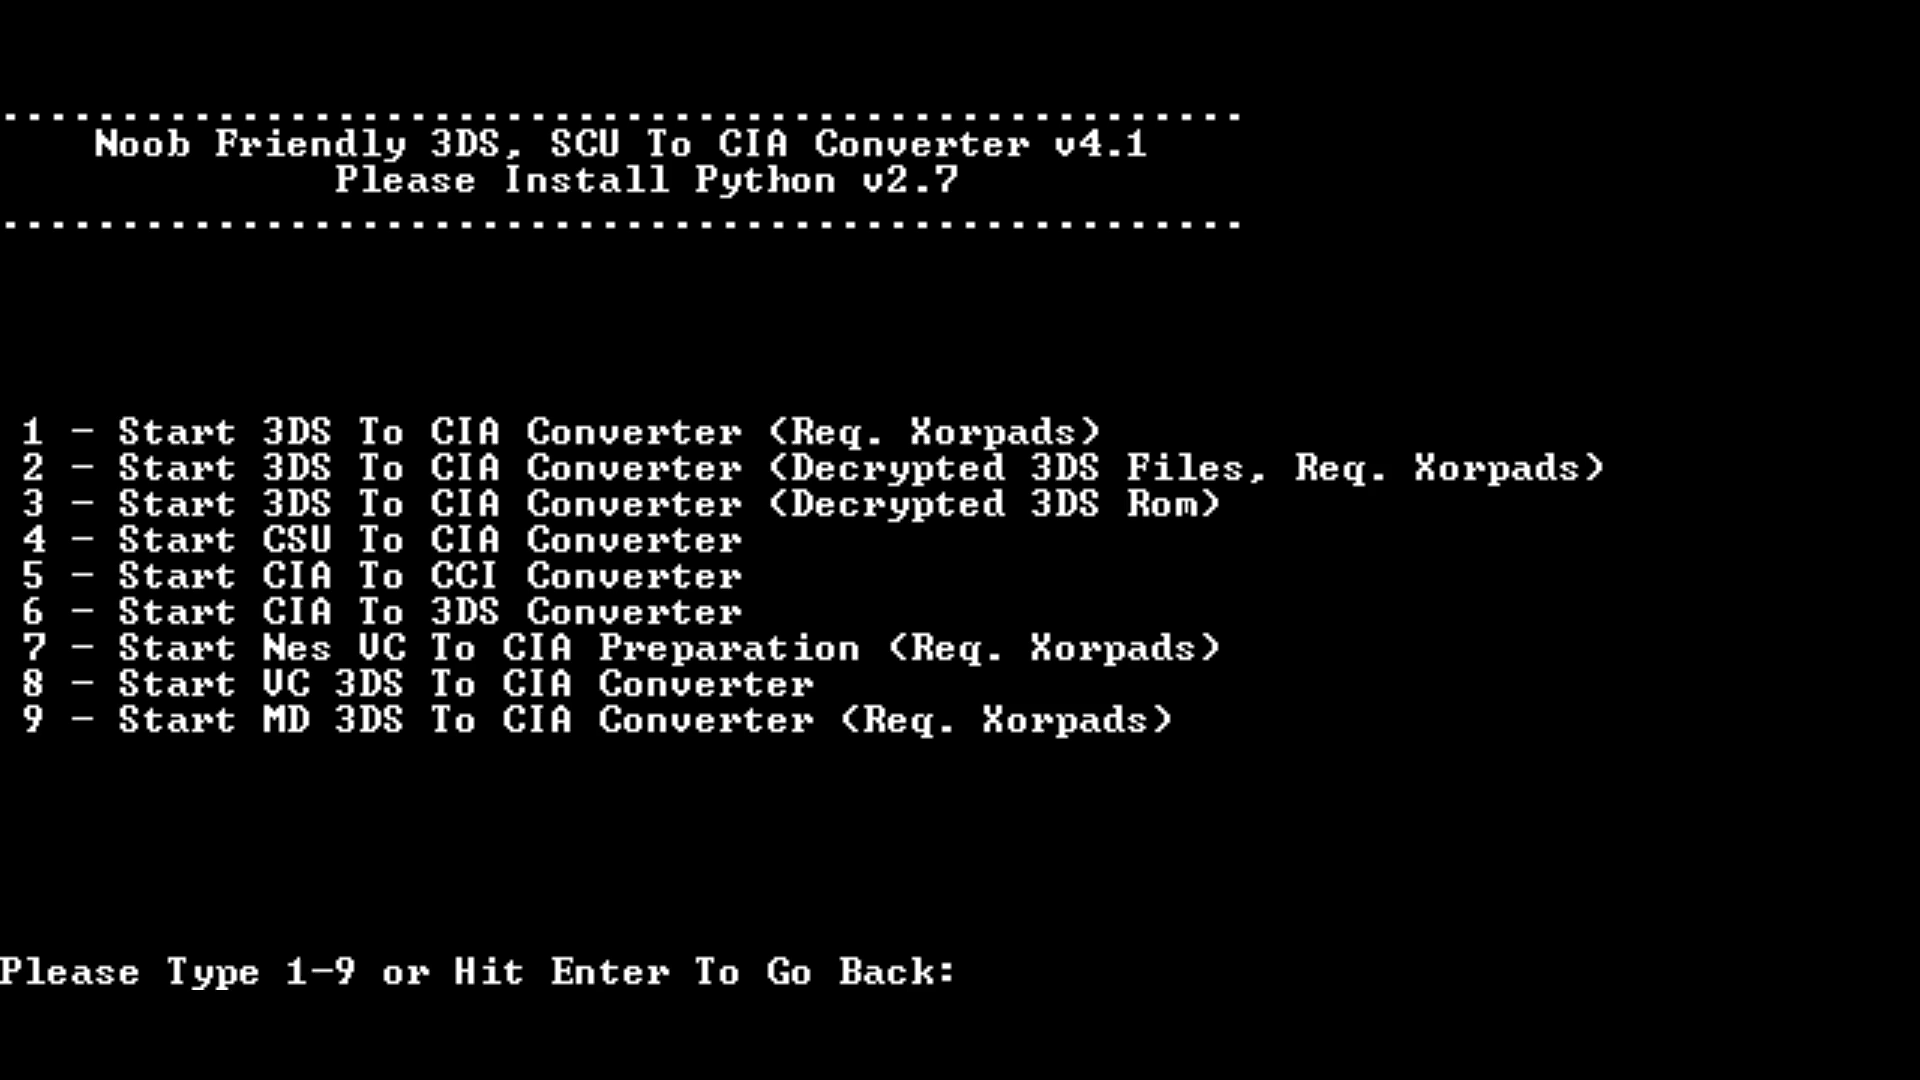 Noob Friendly 3DS, SCU To CIA Converter v4.1
Please Install Python v2.7
1 - Start 3DS To CIA Converter (Req. Xorpads)
2 - Start 3DS To CIA Converter (Decrypted 3DS Files, Req. Xorpads)
3 - Start 3DS To CIA Converter (Decrypted 3DS Rom)
4 - Start CSU To CIA Converter
5 - Start CIA To CCI Converter
6 - Start CIA To 3DS Converter
7 - Start Nes VC To CIA Preparation (Req. Xorpads)
8 - Start VC 3DS To CIA Converter
9 - Start MD 3DS To CIA Converter (Req. Xorpads)
Please Type 1-9 or Hit Enter To Go Back: